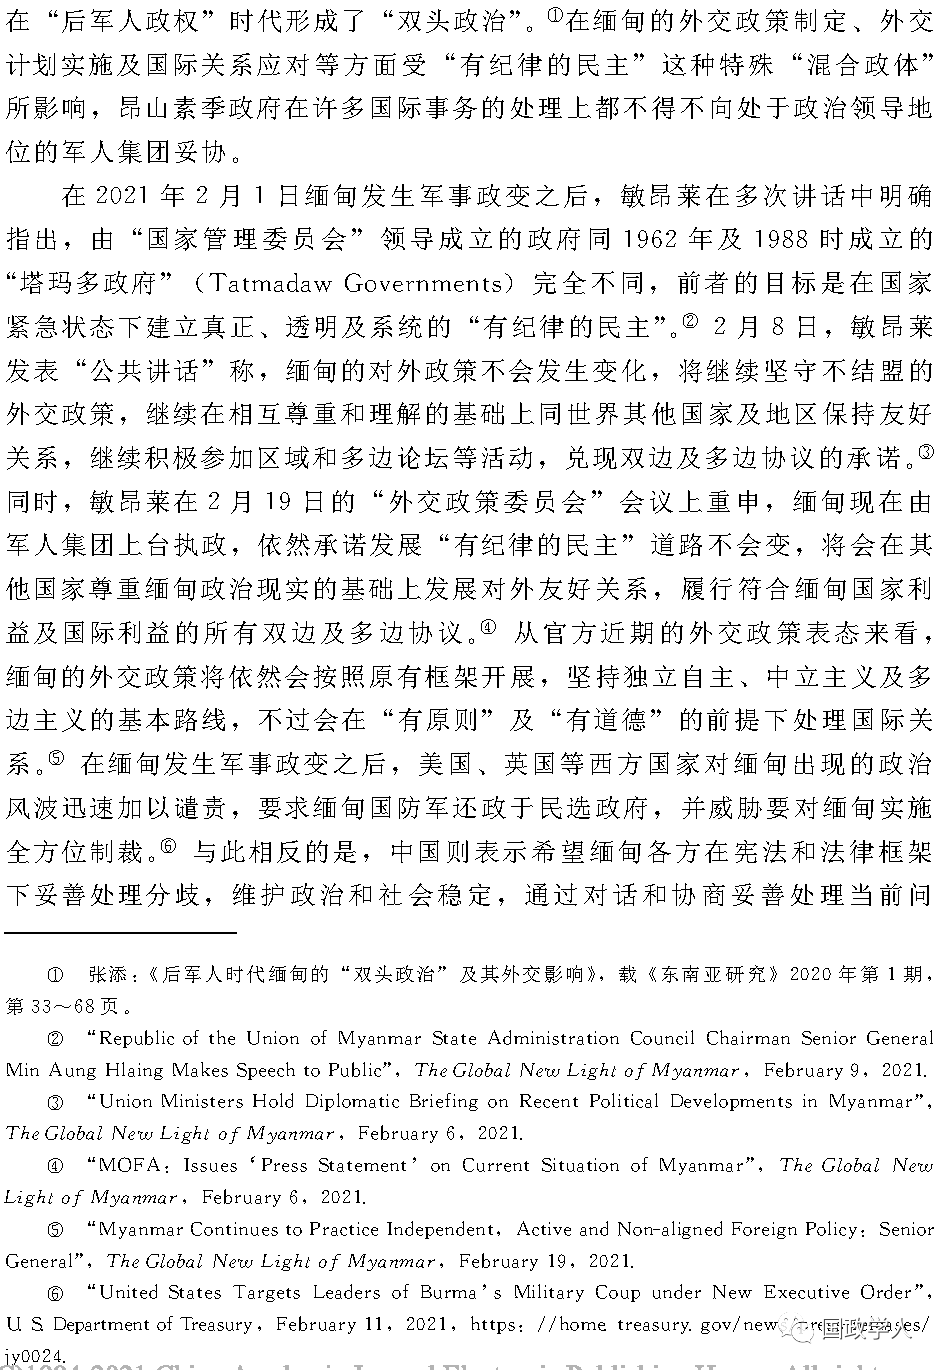 在“后军人政权”时代形成了“双头政治”。①在缅甸的外交政策制定、外交
计划实施及国际关系应对等方面受“有纪律的民主”这种特殊“混合政体”
所影响，昂山素季政府在许多国际事务的处理上都不得不向处于政治领导地
位的军人集团妥协。
在 2021 年 2 月 1 日缅甸发生军事政变之后，敏昂莱在多次讲话中明确
指出，由“国家管理委员会”领导成立的政府同 1962 年及 1988 时成立的
“塔玛多政府”（Tatmadaw Governments）完全不同，前者的目标是在国家
紧急状态下建立真正、透明及系统的“有纪律的民主”。② 2 月 8 日，敏昂莱
发表“公共讲话”称，缅甸的对外政策不会发生变化，将继续坚守不结盟的
外交政策，继续在相互尊重和理解的基础上同世界其他国家及地区保持友好
关系，继续积极参加区域和多边论坛等活动，兑现双边及多边协议的承诺。③
同时，敏昂莱在 2 月 19 日的“外交政策委员会”会议上重申，缅甸现在由
军人集团上台执政，依然承诺发展“有纪律的民主”道路不会变，将会在其
他国家尊重缅甸政治现实的基础上发展对外友好关系，履行符合缅甸国家利
益及国际利益的所有双边及多边协议。④ 从官方近期的外交政策表态来看，
缅甸的外交政策将依然会按照原有框架开展，坚持独立自主、中立主义及多
边主义的基本路线，不过会在“有原则”及“有道德”的前提下处理国际关
系。⑤ 在缅甸发生军事政变之后，美国、英国等西方国家对缅甸出现的政治
风波迅速加以谴责，要求缅甸国防军还政于民选政府，并威胁要对缅甸实施
全方位制裁。⑥ 与此相反的是，中国则表示希望缅甸各方在宪法和法律框架
下妥善处理分歧，维护政治和社会稳定，通过对话和协商妥善处理当前问
① 张添：《后军人时代缅甸的“双头政治”及其外交影响》，载《东南亚研究》2020 年第 1 期，
第 33～68 页。
② “Republic of the Union of Myanmar State Administration Council Chairman Senior General
Min Aung Hlaing Makes Speech to Public”, The Global New Light of Myanmar, February 9, 2021.
③ “Union Ministers Hold Diplomatic Briefing on Recent Political Developments in Myanmar”,
The Global New Light of Myanmar, February 6, 2021.
④ “MOFA: Issues ‘Press Statement’ on Current Situation of Myanmar”, The Global New
Light of Myanmar, February 6, 2021.
⑤ “Myanmar Continues to Practice Independent, Active and Non-aligned Foreign Policy: Senior
General”, The Global New Light of Myanmar, February 19, 2021.
⑥ “United States Targets Leaders of Burma’s Military Coup under New Executive Order”,
U.S. Department of Treasury, February 11, 2021, https: //home. treasury. gov/news/press-releases/
国政学人
jy0024.